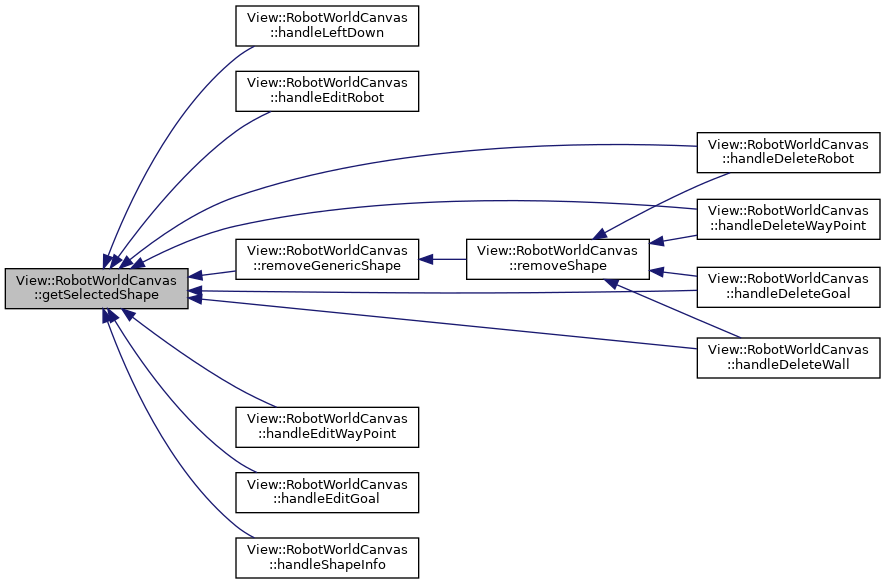 View::RobotWorldCanvas
::handleLeftDown
View::RobotWorldCanvas
::handleEditRobot
View::RobotWorldCanvas
::handleDeleteRobot
View::RobotWorldCanvas
::handleDeleteWayPoint
View::RobotWorldCanvas
::removeGenericShape
View::RobotWorldCanvas
::removeShape
View::RobotWorldCanvas
::getSelectedShape
View::RobotWorldCanvas
::handleDeleteGoal
View::RobotWorldCanvas
::handleDeleteWall
View::RobotWorldCanvas
::handleEditWayPoint
View::RobotWorldCanvas
::handleEditGoal
View::RobotWorldCanvas
::handleShapeInfo